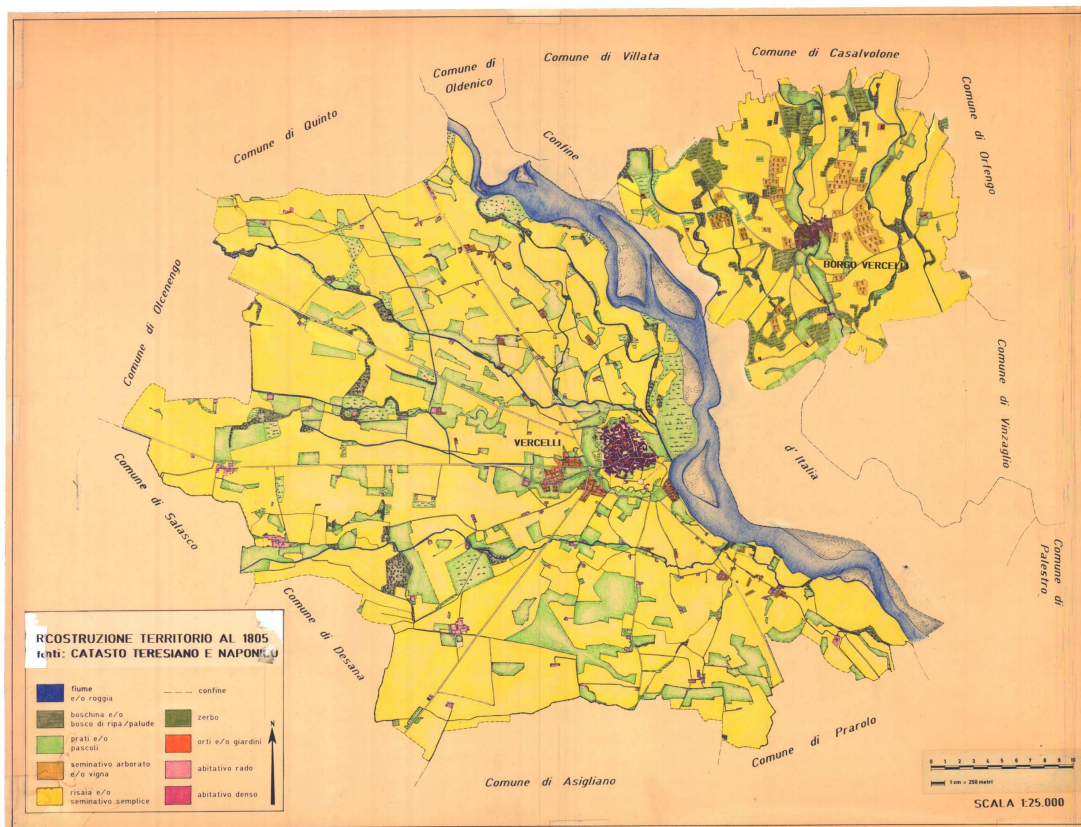 Comune di Villata
Comune di Casalvolone
Comune di
Oldenico
Comune di Quinto
Confine
Comune di Orfengo
BORGO VERCELLI
Comune di Olcenengo
Comune di Vinzaglio
VERCELLI
d' Italia
Comune di Salasco
Comune di
Palestro
Comune di Desana
Comune di Prarolo
Comune di Asigliano
COSTRUZIONE TERRITORIO AL 1805
CATASTO TERESIANO E
fiume
e/o roggia
boschina e/o
bosco di ripa/palude
prati e/o
pascoli
seminativo arborato
e/o vigna
risaia e/o
seminativo semplice
confine
zerbo
orti e/o giardini
abitativo rado
abitativo denso
N
0 1 2 3 4 5 6 7 8 9 10
1 cm = 250 metri
SCALA 1:25.000